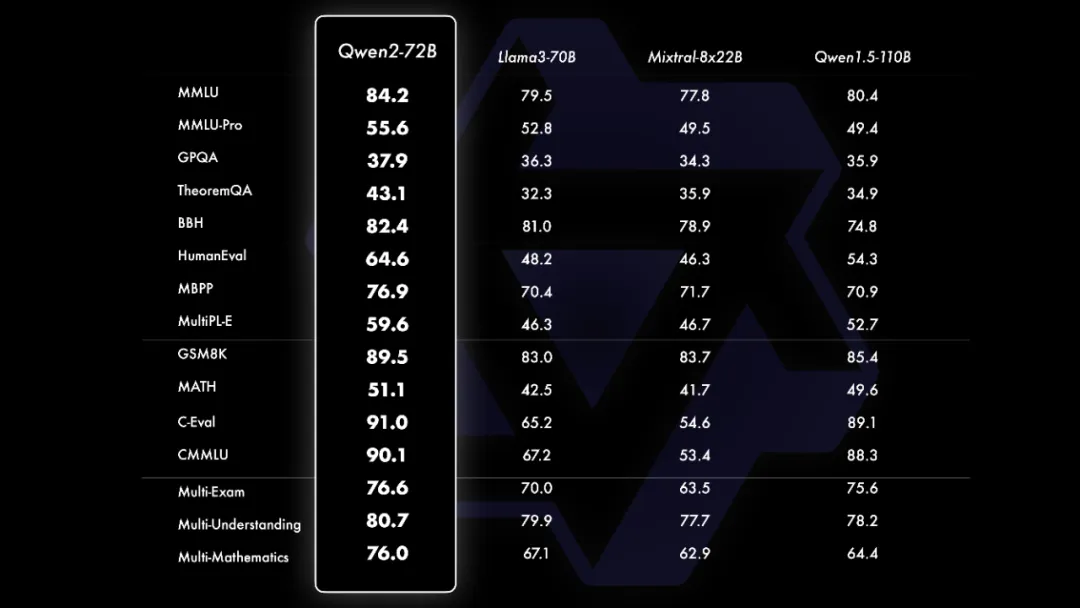 Qwen2-72B Llama3-70B Mixtral-8x22B Qwen1.5-110B
MMLU 84.2 79.5 77.8 80.4
MMLU-Pro 55.6 52.8 49.5 49.4
GPQA 37.9 36.3 34.3 35.9
TheoremQA 43.1 32.3 35.9 34.9
BBH 82.4 81.0 78.9 74.8
HumanEval 64.6 48.2 46.3 54.3
MBPP 76.9 70.4 71.7 70.9
MultiPL-E 59.6 46.3 46.7 52.7
GSM8K 89.5 83.0 83.7 85.4
MATH 51.1 42.5 41.7 49.6
C-Eval 91.0 65.2 54.6 89.1
CMMLU 90.1 67.2 53.4 88.3
Multi-Exam 76.6 70.0 63.5 75.6
Multi-Understanding 80.7 79.9 77.7 78.2
Multi-Mathematics 76.0 67.1 62.9 64.4